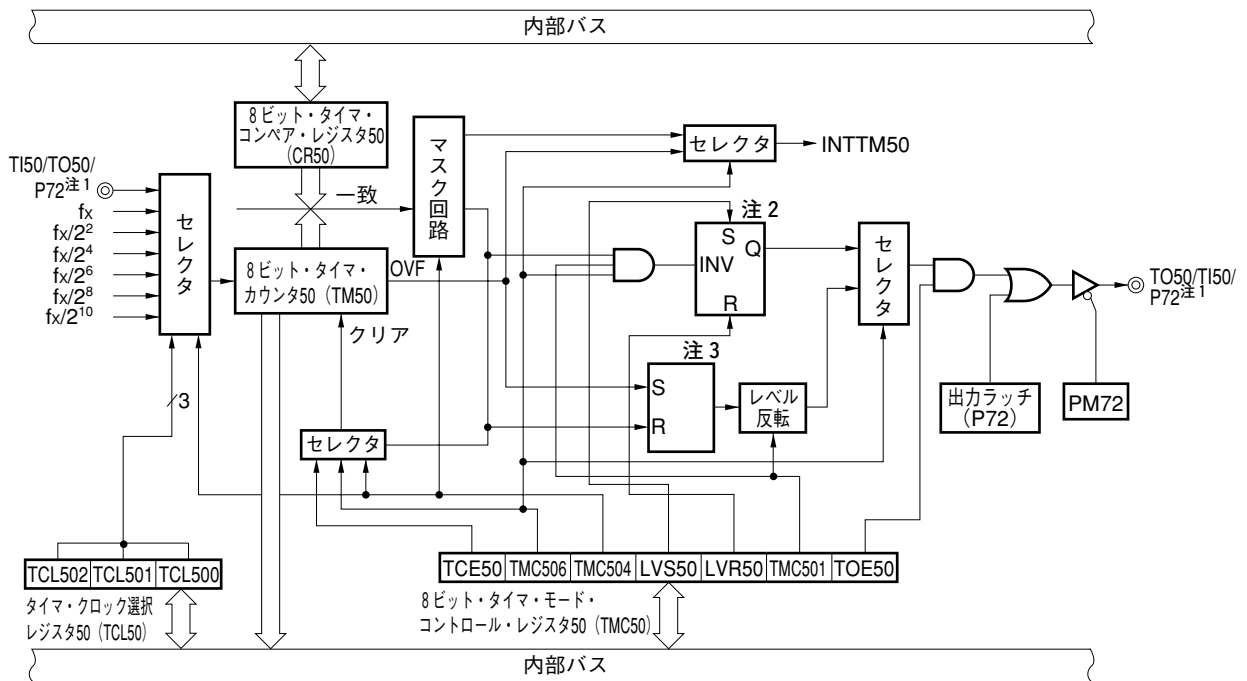 内部バス
8ビット・タイマ・
コンペア・レジスタ50
(CR50)
マスク回路
セレクタ
INTTM50
TI50/TO50/
P72注1
fx
fx/2²
fx/2⁴
fx/2⁶
fx/2⁸
fx/2¹⁰
セレクタ
一致
8ビット・タイマ・
カウンタ50(TM50)
OVF
クリア
注2
S
Q
INV
R
セレクタ
TO50/TI50/
P72注1
注3
S
R
レベル
反転
出力ラッチ
(P72)
PM72
3
セレクタ
TCL502 TCL501 TCL500
タイマ・クロック選択
レジスタ50(TCL50)
TCE50 TMC506 TMC504 LVS50 LVR50 TMC501 TOE50
8ビット・タイマ・モード・
コントロール・レジスタ50(TMC50)
内部バス